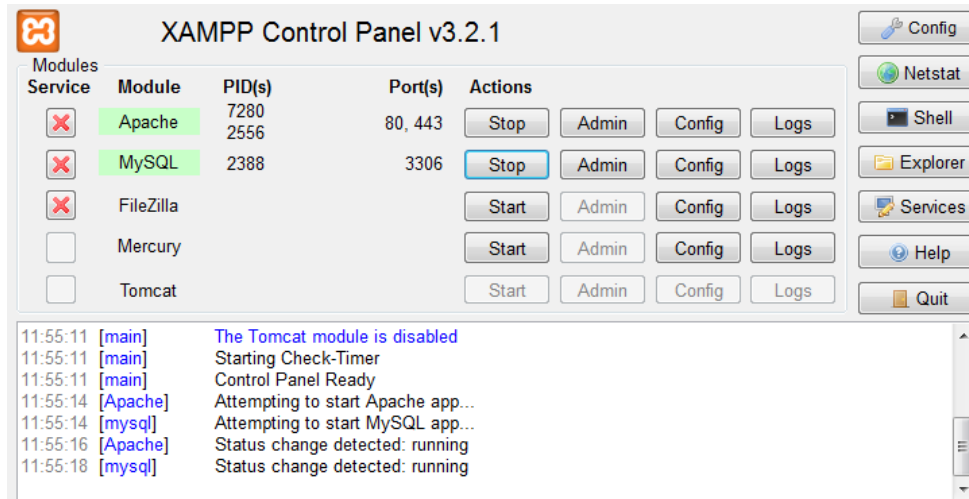 XAMPP Control Panel v3.2.1
Config
Modules
Netstat
Service Module PID(s) Port(s) Actions
7280
Apache 80, 443 Stop Admin Config Logs Shell
2556
MySQL 2388 3306 Stop Admin Config Logs Explorer
FileZilla Start Admin Config Logs Services
Mercury Start Admin Config Logs Help
Tomcat Start Admin Config Logs Quit
11:55:11 [main] The Tomcat module is disabled
11:55:11 [main] Starting Check-Timer
11:55:11 [main] Control Panel Ready
11:55:14 [Apache] Attempting to start Apache app...
11:55:14 [mysql] Attempting to start MySQL app...
11:55:16 [Apache] Status change detected: running
11:55:18 [mysql] Status change detected: running